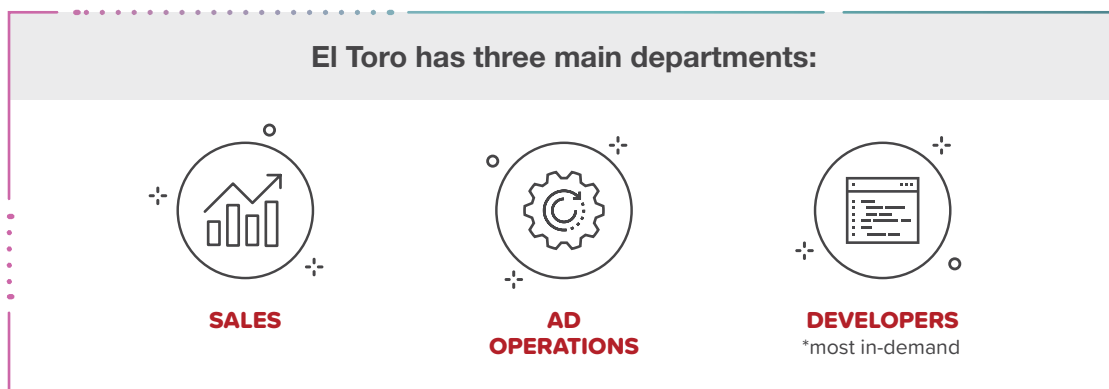 El Toro has three main departments:
SALES
AD
OPERATIONS
DEVELOPERS
*most in-demand